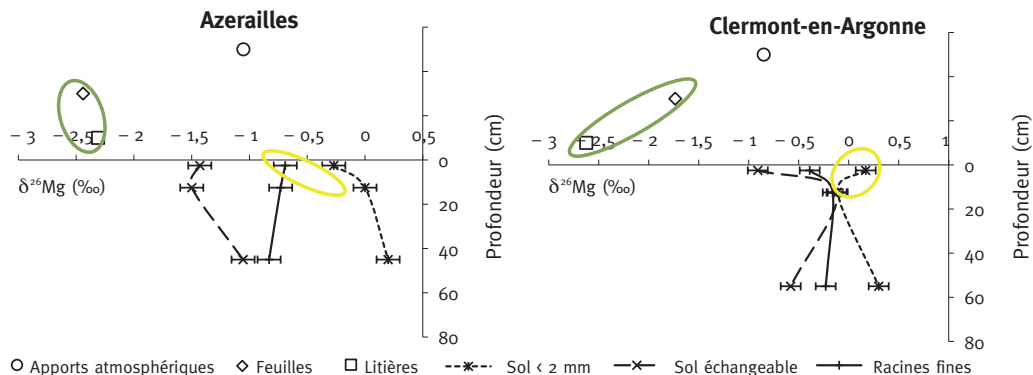 Azerailles
Clermont-en-Argonne
− 3 − 2,5 − 2 − 1,5 − 1 − 0,5 0 0,5
− 3 − 2,5 − 2 − 1,5 − 1 − 0,5 0 0,5 1
δ²⁶Mg (‰)
δ²⁶Mg (‰)
0
20
40
60
80
Profondeur (cm)
0
20
40
60
80
Profondeur (cm)
Apports atmosphériques Feuilles Litières Sol < 2 mm Sol échangeable Racines fines